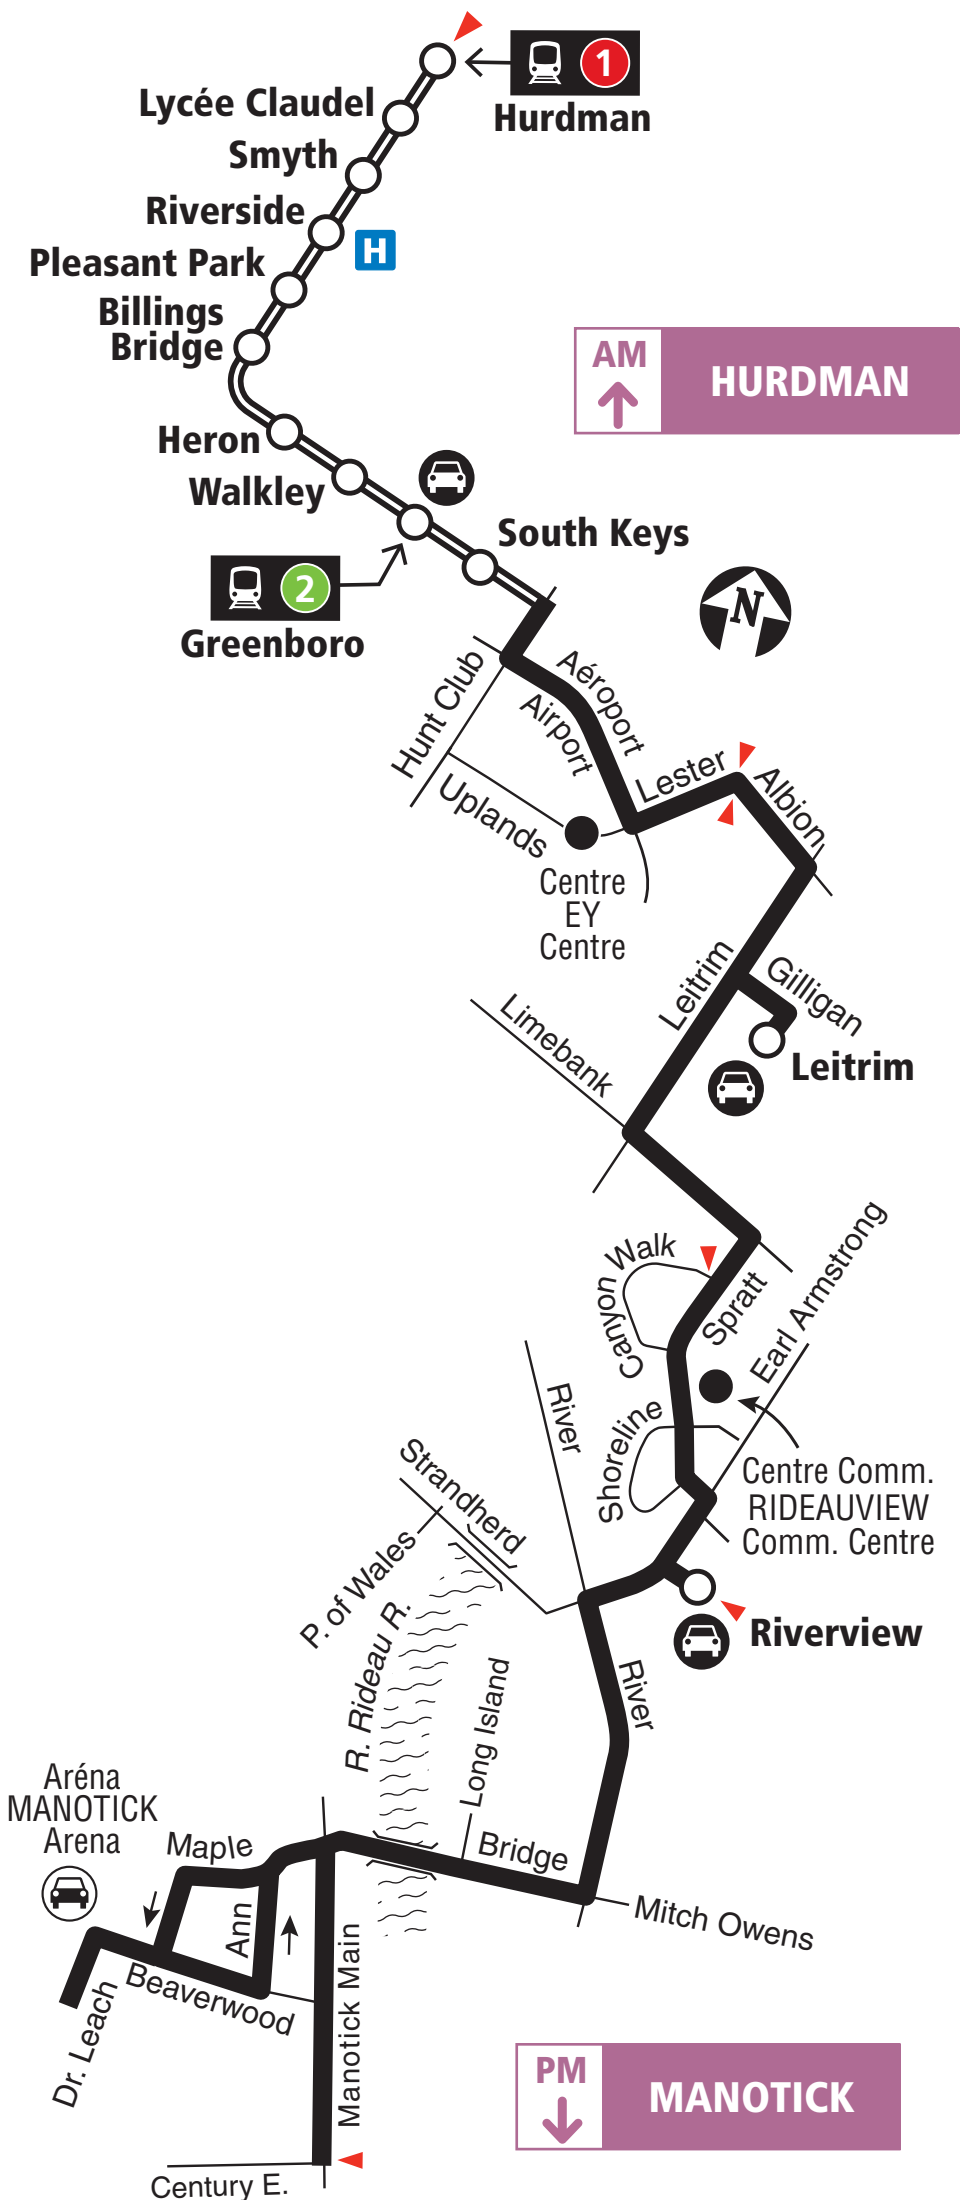 1
Hurdman
Lycée Claudel
Smyth
Riverside
H
Pleasant Park
Billings
Bridge
AM
HURDMAN
Heron
Walkley
South Keys
2
Greenboro
N
Hunt Club
Aéroport
Airport
Uplands
Lester
Albion
Centre
EY
Centre
Leitrim
Gilligan
Limebank
Leitrim
Canyon Walk
Spratt
Earl Armstrong
River
Shoreline
Centre Comm.
RIDEAUVIEW
Comm. Centre
Strandherd
P. of Wales
R. Rideau R.
Riverview
River
Long Island
Aréna
MANOTICK
Arena
Maple
Bridge
Mitch Owens
Ann
Beaverwood
Manotick Main
Dr. Leach
PM
MANOTICK
Century E.